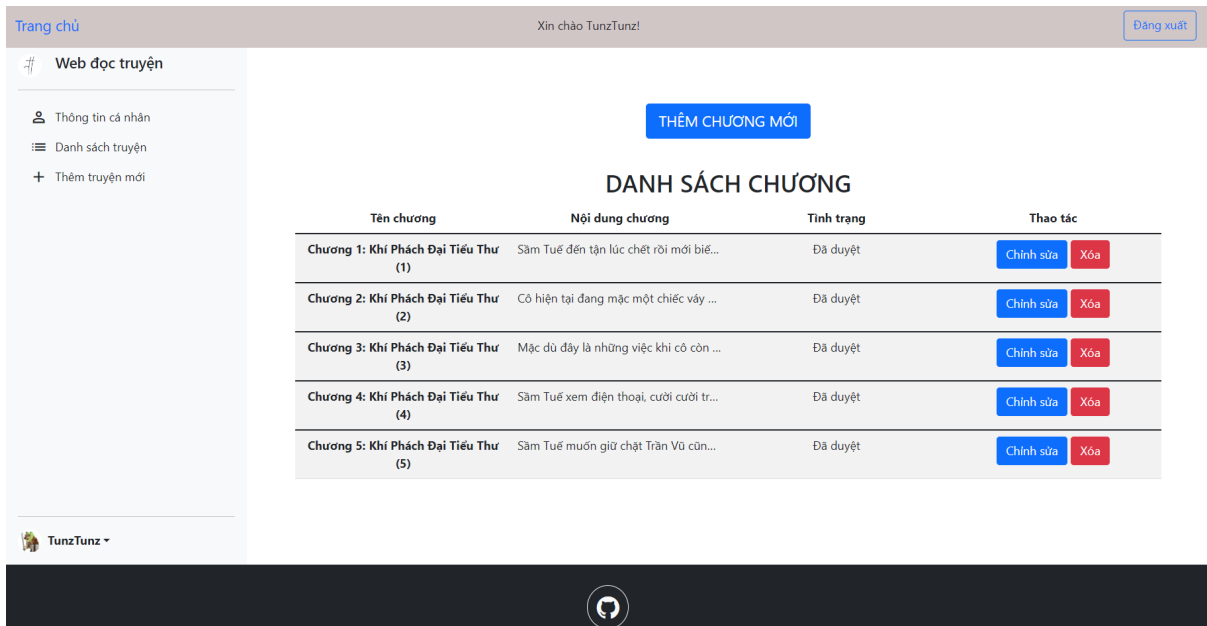 Trang chủ
Xin chào TunzTunz!
Đăng xuất
Web đọc truyện
Thông tin cá nhân
Danh sách truyện
Thêm truyện mới
THÊM CHƯƠNG MỚI
DANH SÁCH CHƯƠNG
Tên chương Nội dung chương Tình trạng Thao tác
Chương 1: Khí Phách Đại Tiểu Thư Sầm Tuế đến tận lúc chết rồi mới biế... Đã duyệt Chỉnh sửa Xóa
(1)
Chương 2: Khí Phách Đại Tiểu Thư Cô hiện tại đang mặc một chiếc váy ... Đã duyệt Chỉnh sửa Xóa
(2)
Chương 3: Khí Phách Đại Tiểu Thư Mặc dù đây là những việc khi cô còn ... Đã duyệt Chỉnh sửa Xóa
(3)
Chương 4: Khí Phách Đại Tiểu Thư Sầm Tuế xem điện thoại, cười cười tr... Đã duyệt Chỉnh sửa Xóa
(4)
Chương 5: Khí Phách Đại Tiểu Thư Sầm Tuế muốn giữ chặt Trần Vũ cũn... Đã duyệt Chỉnh sửa Xóa
(5)
TunzTunz